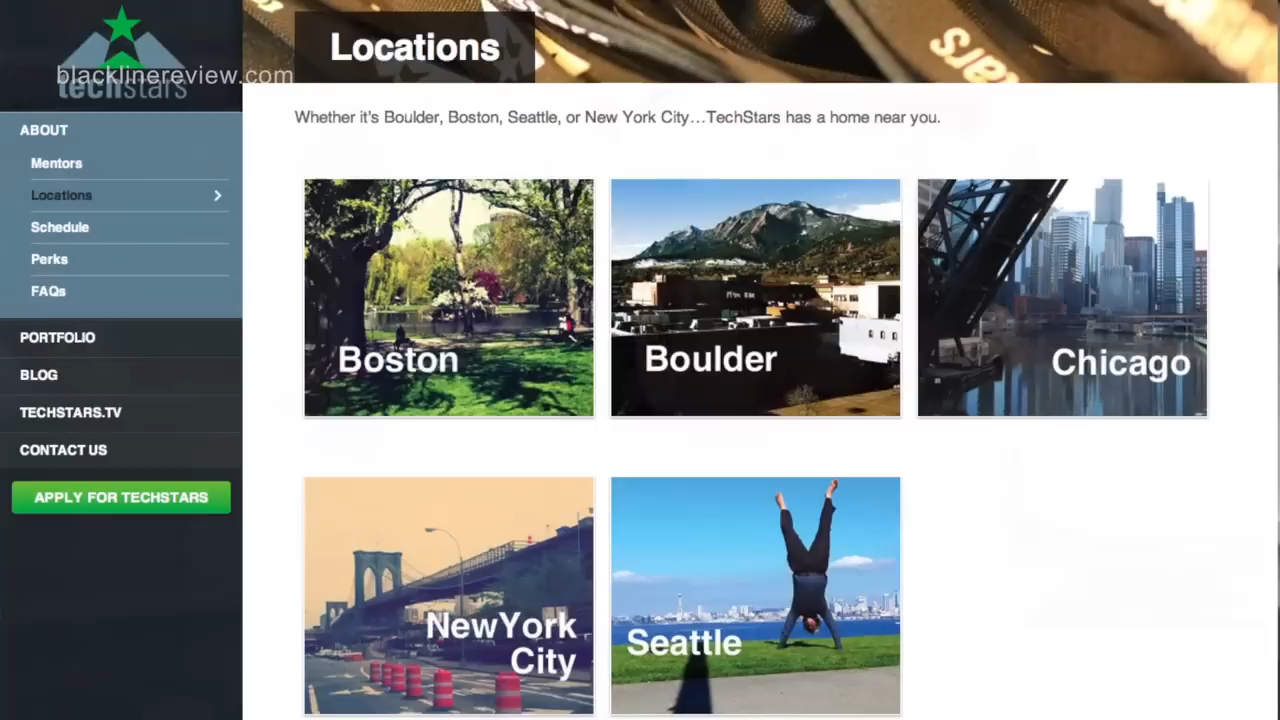 blacklinereview.com
techstars
ABOUT
Mentors
Locations
Schedule
Perks
FAQs
PORTFOLIO
BLOG
TECHSTARS.TV
CONTACT US
APPLY FOR TECHSTARS
Locations
Whether it's Boulder, Boston, Seattle, or New York City…TechStars has a home near you.
Boston
Boulder
Chicago
NewYork
City
Seattle